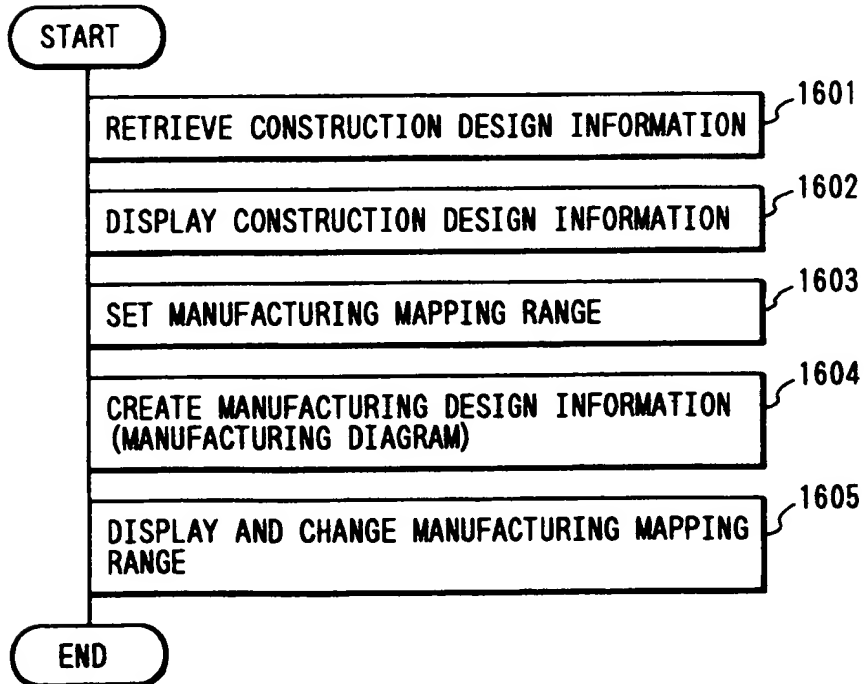 START
1601
RETRIEVE CONSTRUCTION DESIGN INFORMATION
1602
DISPLAY CONSTRUCTION DESIGN INFORMATION
1603
SET MANUFACTURING MAPPING RANGE
1604
CREATE MANUFACTURING DESIGN INFORMATION
(MANUFACTURING DIAGRAM)
1605
DISPLAY AND CHANGE MANUFACTURING MAPPING
RANGE
END